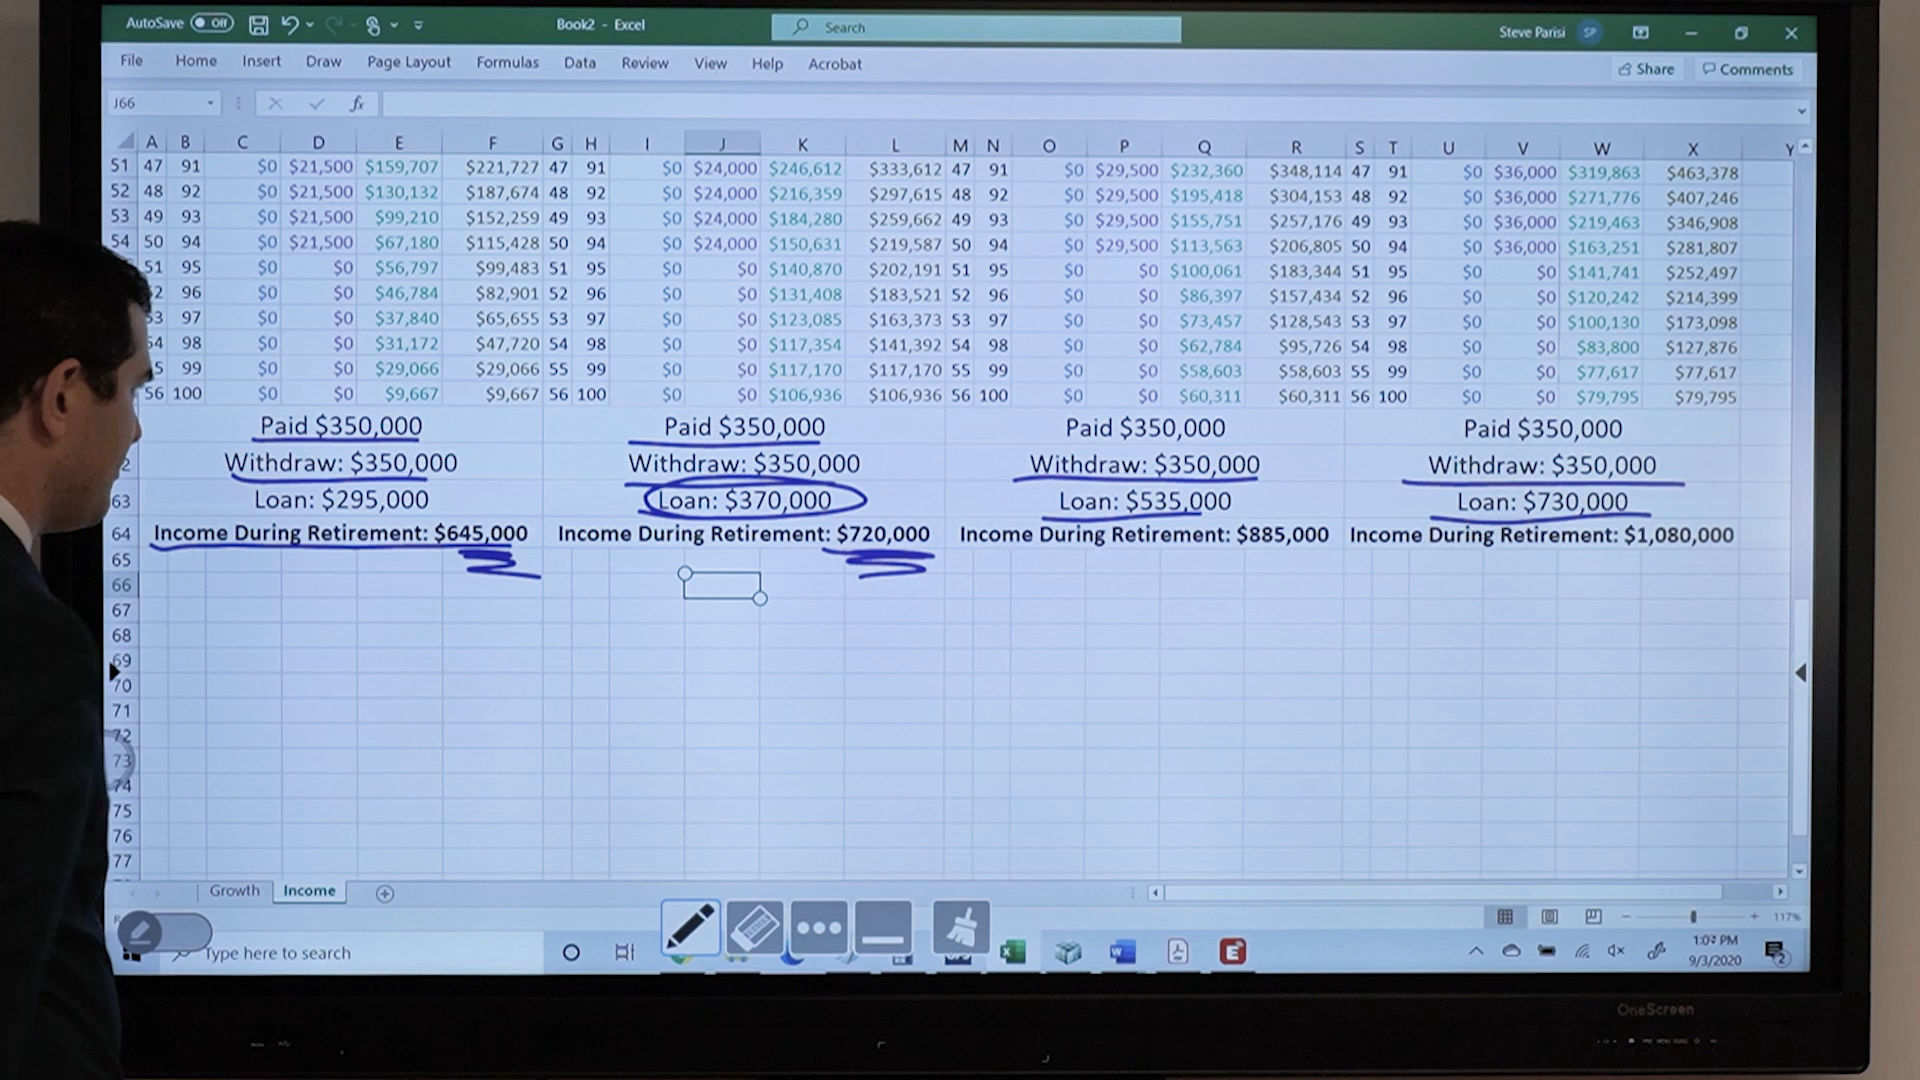 AutoSave Off Book2 - Excel Search Steve Parisi SP
File Home Insert Draw Page Layout Formulas Data Review View Help Acrobat Share Comments
J66 fx
A B C D E F G H I J K L M N O P Q R S T U V W X Y
51 47 91 $0 $21,500 $159,707 $221,727 47 91 $0 $24,000 $246,612 $333,612 47 91 $0 $29,500 $232,360 $348,114 47 91 $0 $36,000 $319,863 $463,378
52 48 92 $0 $21,500 $130,132 $187,674 48 92 $0 $24,000 $216,359 $297,615 48 92 $0 $29,500 $195,418 $304,153 48 92 $0 $36,000 $271,776 $407,246
53 49 93 $0 $21,500 $99,210 $152,259 49 93 $0 $24,000 $184,280 $259,662 49 93 $0 $29,500 $155,751 $257,176 49 93 $0 $36,000 $219,463 $346,908
54 50 94 $0 $21,500 $67,180 $115,428 50 94 $0 $24,000 $150,631 $219,587 50 94 $0 $29,500 $113,563 $206,805 50 94 $0 $36,000 $163,251 $281,807
51 95 $0 $0 $56,797 $99,483 51 95 $0 $0 $140,870 $202,191 51 95 $0 $0 $100,061 $183,344 51 95 $0 $0 $141,741 $252,497
2 96 $0 $0 $46,784 $82,901 52 96 $0 $0 $131,408 $183,521 52 96 $0 $0 $86,397 $157,434 52 96 $0 $0 $120,242 $214,399
53 97 $0 $0 $37,840 $65,655 53 97 $0 $0 $123,085 $163,373 53 97 $0 $0 $73,457 $128,543 53 97 $0 $0 $100,130 $173,098
54 98 $0 $0 $31,172 $47,720 54 98 $0 $0 $117,354 $141,392 54 98 $0 $0 $62,784 $95,726 54 98 $0 $0 $83,800 $127,876
5 99 $0 $0 $29,066 $29,066 55 99 $0 $0 $117,170 $117,170 55 99 $0 $0 $58,603 $58,603 55 99 $0 $0 $77,617 $77,617
56 100 $0 $0 $9,667 $9,667 56 100 $0 $0 $106,936 $106,936 56 100 $0 $0 $60,311 $60,311 56 100 $0 $0 $79,795 $79,795
Paid $350,000 Paid $350,000 Paid $350,000 Paid $350,000
2 Withdraw: $350,000 Withdraw: $350,000 Withdraw: $350,000 Withdraw: $350,000
63 Loan: $295,000 Loan: $370,000 Loan: $535,000 Loan: $730,000
64 Income During Retirement: $645,000 Income During Retirement: $720,000 Income During Retirement: $885,000 Income During Retirement: $1,080,000
65
66
67
68
69
70
71
72
73
74
75
76
77
Growth Income
117%
Type here to search
1:07 PM
9/3/2020 2
OneScreen